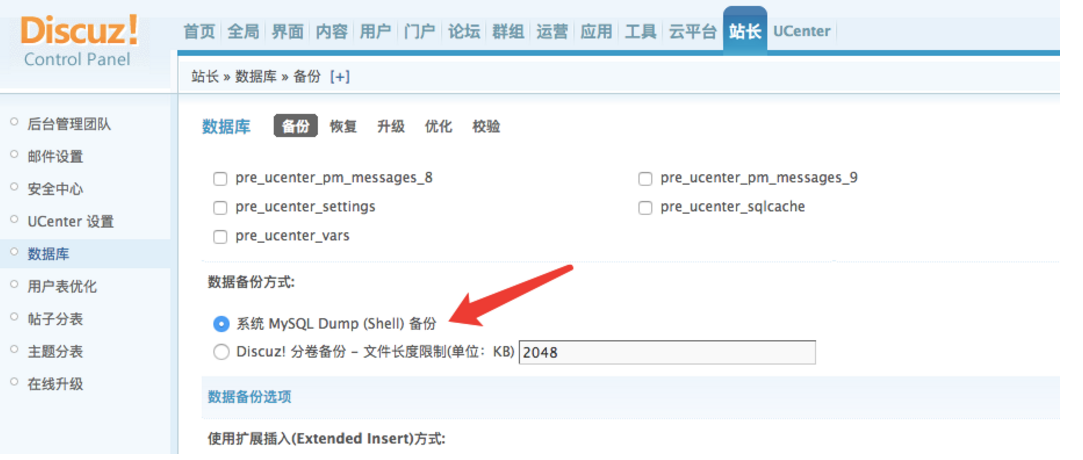 Discuz!
Control Panel
首页 全局 界面 内容 用户 门户 论坛 群组 运营 应用 工具 云平台 站长 UCenter
站长 » 数据库 » 备份 [+]
后台管理团队
邮件设置
安全中心
UCenter 设置
数据库
用户表优化
帖子分表
主题分表
在线升级
数据库 备份 恢复 升级 优化 校验
pre_ucenter_pm_messages_8 pre_ucenter_pm_messages_9
pre_ucenter_settings pre_ucenter_sqlcache
pre_ucenter_vars
数据备份方式:
系统 MySQL Dump (Shell) 备份
Discuz! 分卷备份 - 文件长度限制(单位：KB) 2048
数据备份选项
使用扩展插入(Extended Insert)方式: